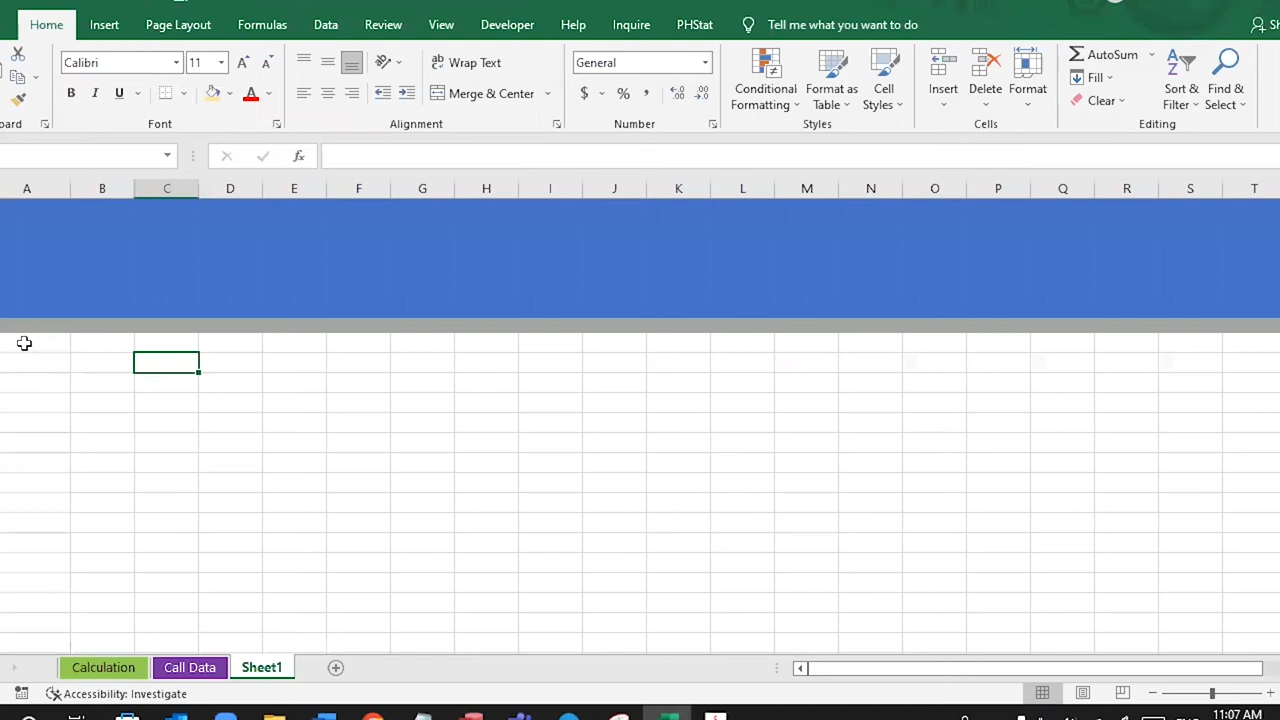 Home Insert Page Layout Formulas Data Review View Developer Help Inquire PHStat Tell me what you want to do
Calibri 11 Wrap Text General AutoSum
B I U Merge & Center $ % , Conditional Formatting Format as Table Cell Styles Insert Delete Format Fill Clear Sort & Filter Find & Select
Font Alignment Number Styles Cells Editing
fx
A B C D E F G H I J K L M N O P Q R S T
Calculation Call Data Sheet1
Accessibility: Investigate
11:07 AM